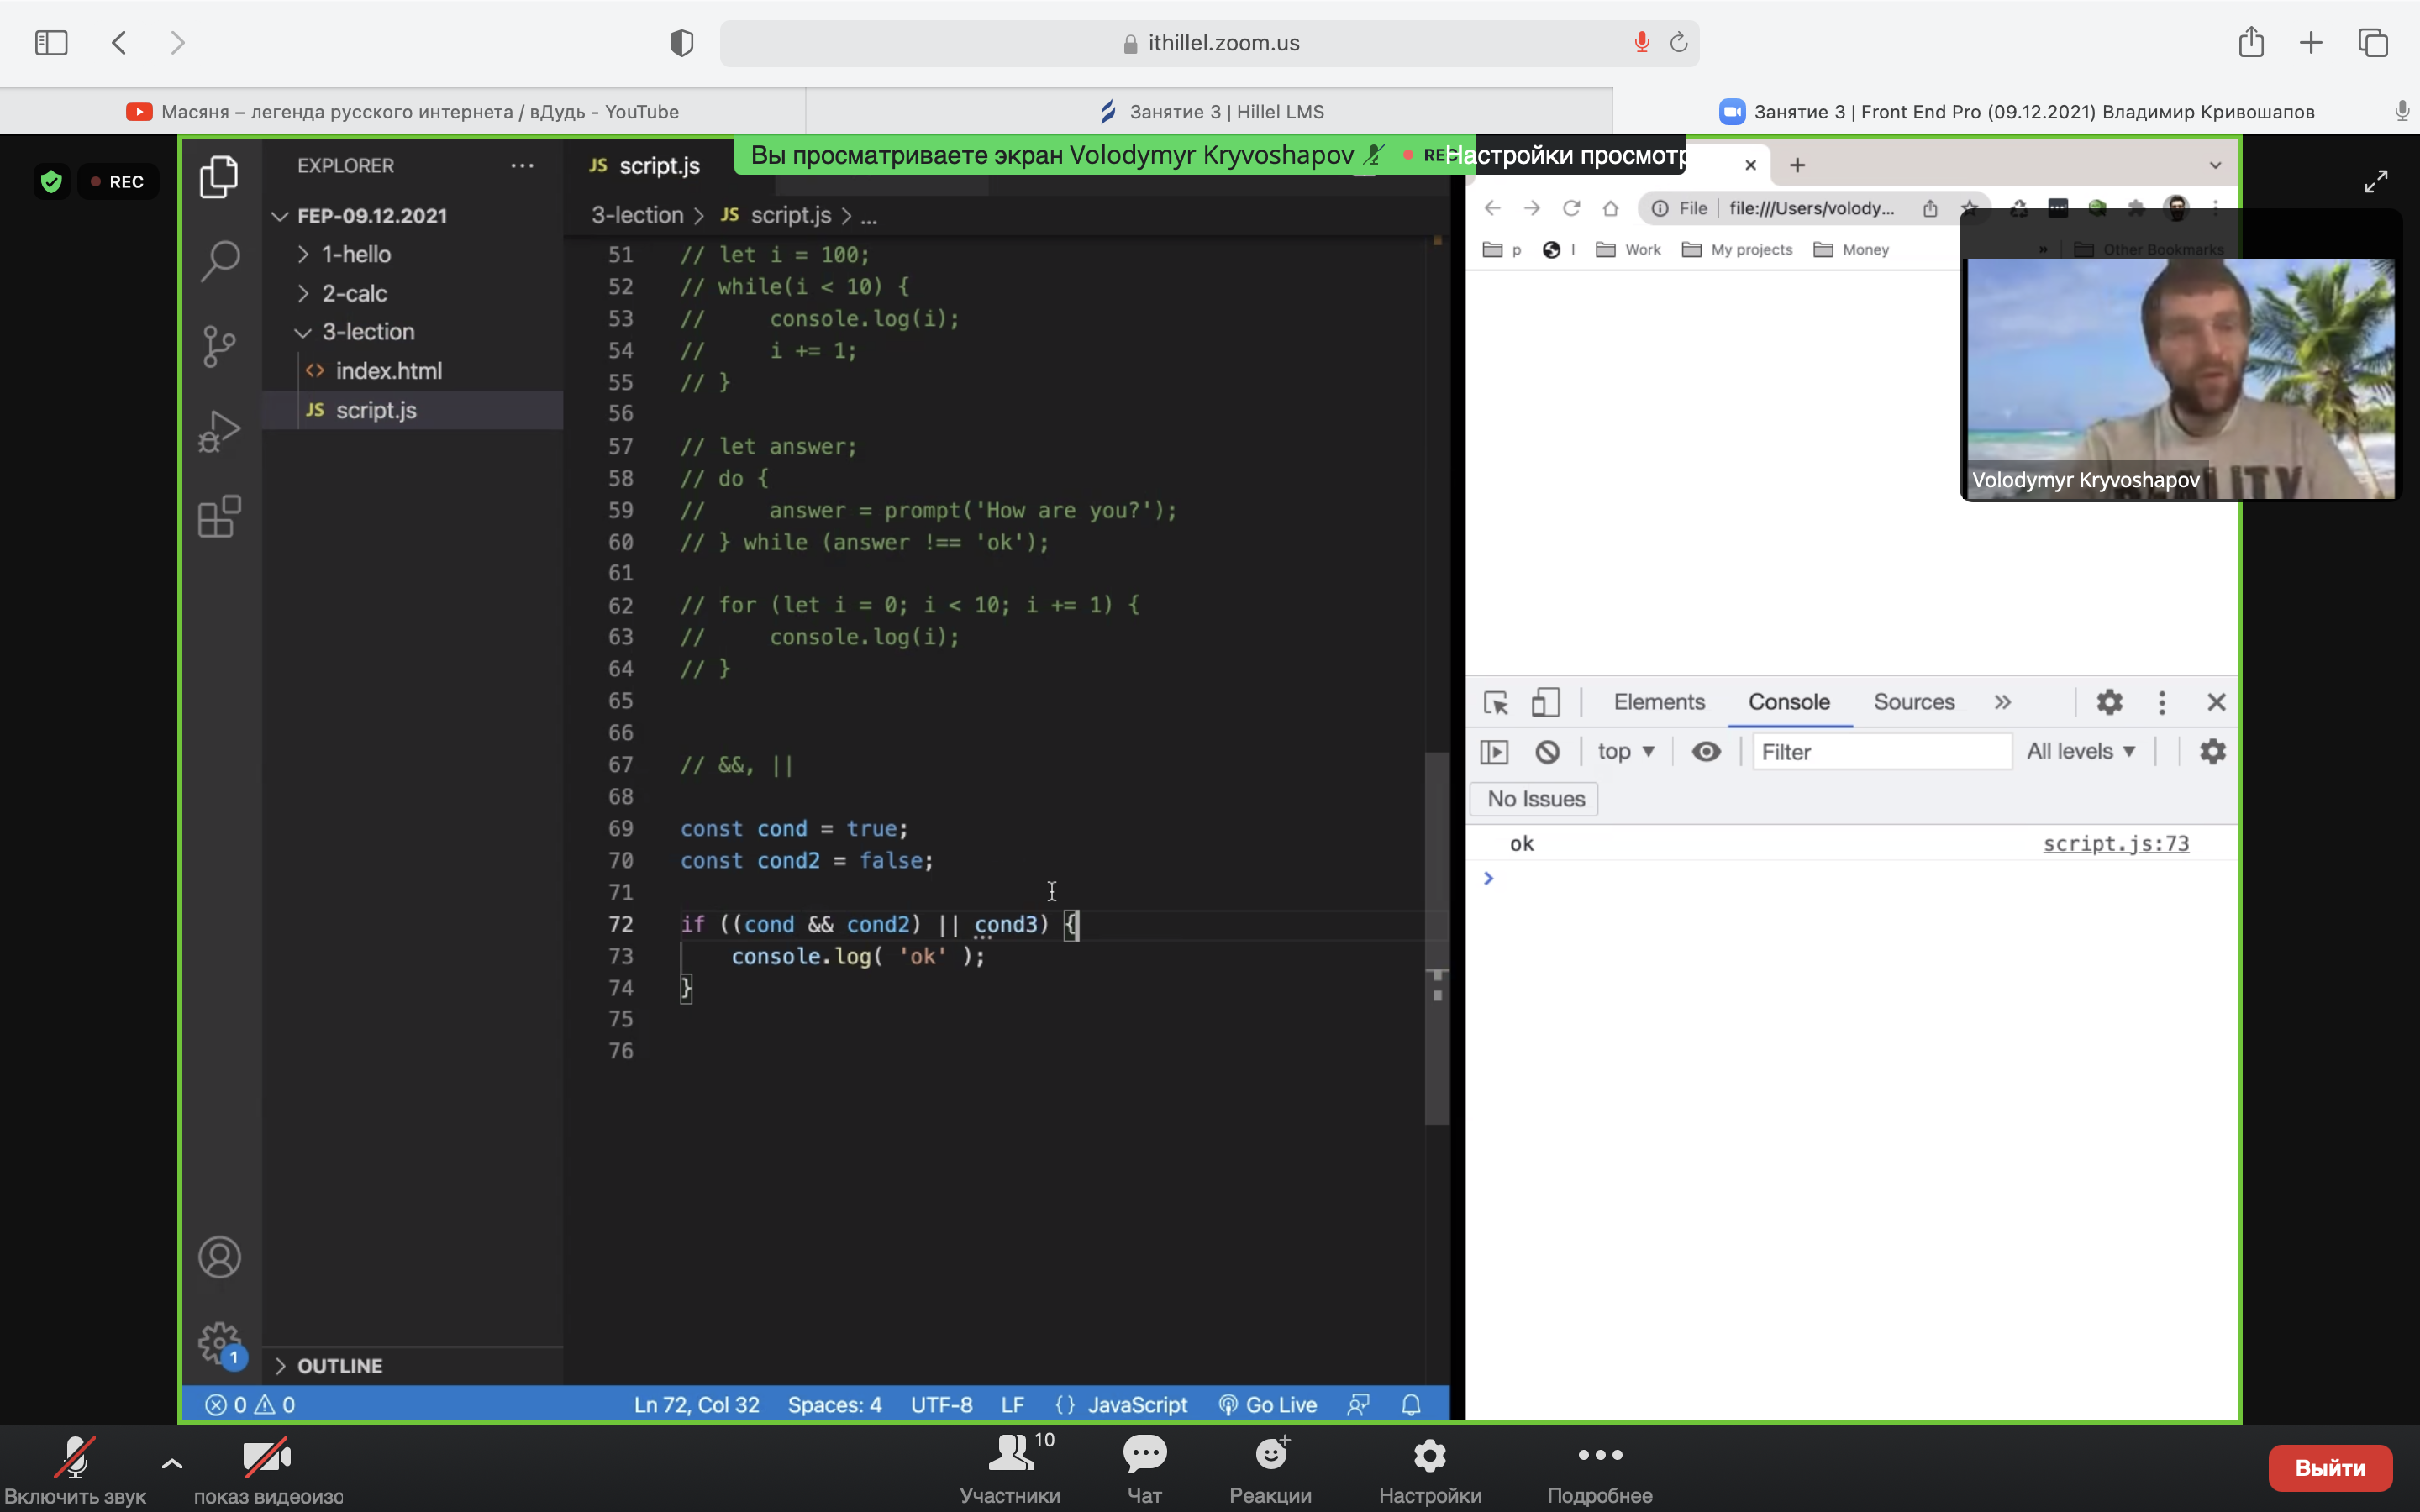 ithillel.zoom.us
Масяня – легенда русского интернета / вДудь - YouTube
Занятие 3 | Hillel LMS
Занятие 3 | Front End Pro (09.12.2021) Владимир Кривошапов
REC
Вы просматриваете экран Volodymyr Kryvoshapov
REC
Настройки просмотр
EXPLORER
FEP-09.12.2021
1-hello
2-calc
3-lection
index.html
JS script.js
OUTLINE
JS script.js
3-lection > JS script.js > ...
51 // let i = 100;
52 // while(i < 10) {
53 //     console.log(i);
54 //     i += 1;
55 // }
56
57 // let answer;
58 // do {
59 //     answer = prompt('How are you?');
60 // } while (answer !== 'ok');
61
62 // for (let i = 0; i < 10; i += 1) {
63 //     console.log(i);
64 // }
65
66
67 // &&, ||
68
69 const cond = true;
70 const cond2 = false;
71
72 if ((cond && cond2) || cond3) {
73     console.log( 'ok' );
74 }
75
76
0 0
Ln 72, Col 32 Spaces: 4 UTF-8 LF {} JavaScript Go Live
1
File file:///Users/volody...
p l Work My projects Money » Other Bookmarks
Volodymyr Kryvoshapov
Elements Console Sources »
top Filter All levels
No Issues
ok script.js:73
>
Включить звук
показ видеоизо
10
Участники
Чат
Реакции
Настройки
Подробнее
Выйти